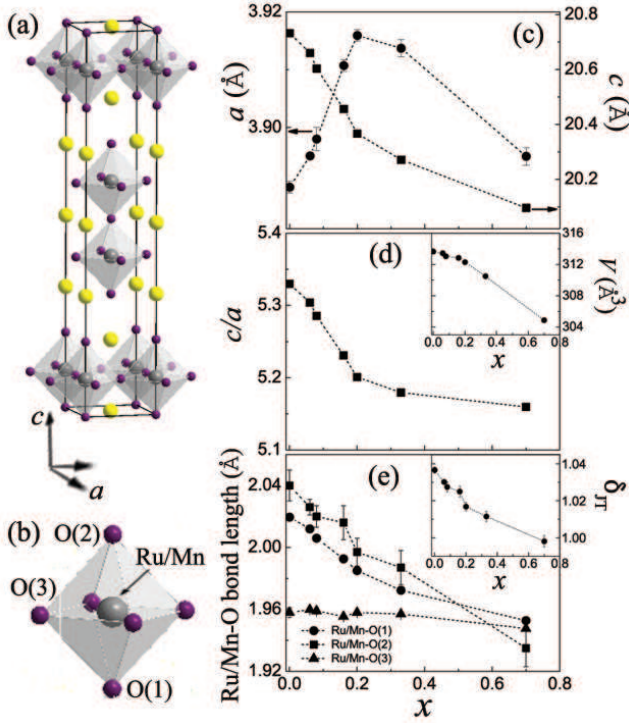 (a)
c
a
(b)
O(2)
Ru/Mn
O(3)
O(1)
3.92
20.8
(c)
20.6
a (Å)
c (Å)
3.90
20.4
20.2
5.4
316
(d)
312
V (Å³)
308
304
0.0 0.2 0.4 0.6 0.8
x
5.3
c/a
5.2
5.1
(e)
1.04
1.02
δJT
1.00
0.0 0.2 0.4 0.6 0.8
x
Ru/Mn-O bond length (Å)
2.04
2.00
1.96
1.92
Ru/Mn-O(1)
Ru/Mn-O(2)
Ru/Mn-O(3)
0.0 0.2 0.4 0.6 0.8
x